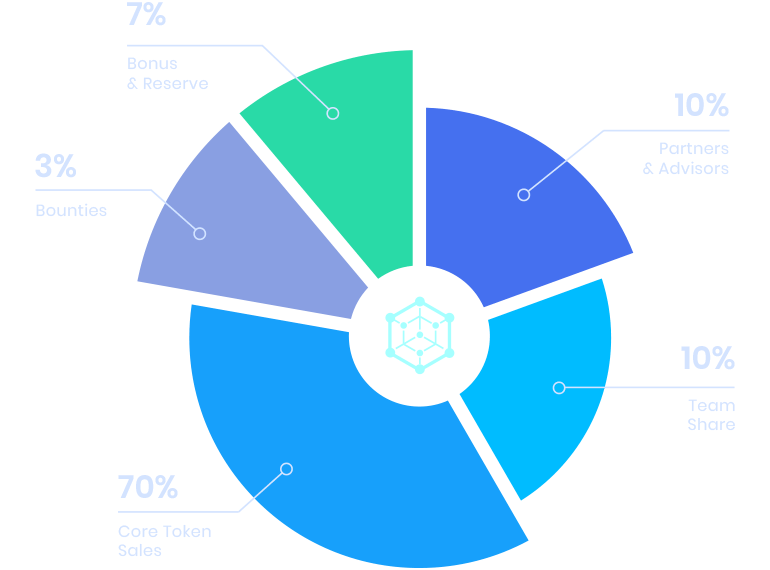 7%
Bonus
& Reserve
10%
Partners
& Advisors
3%
Bounties
10%
Team
Share
70%
Core Token
Sales